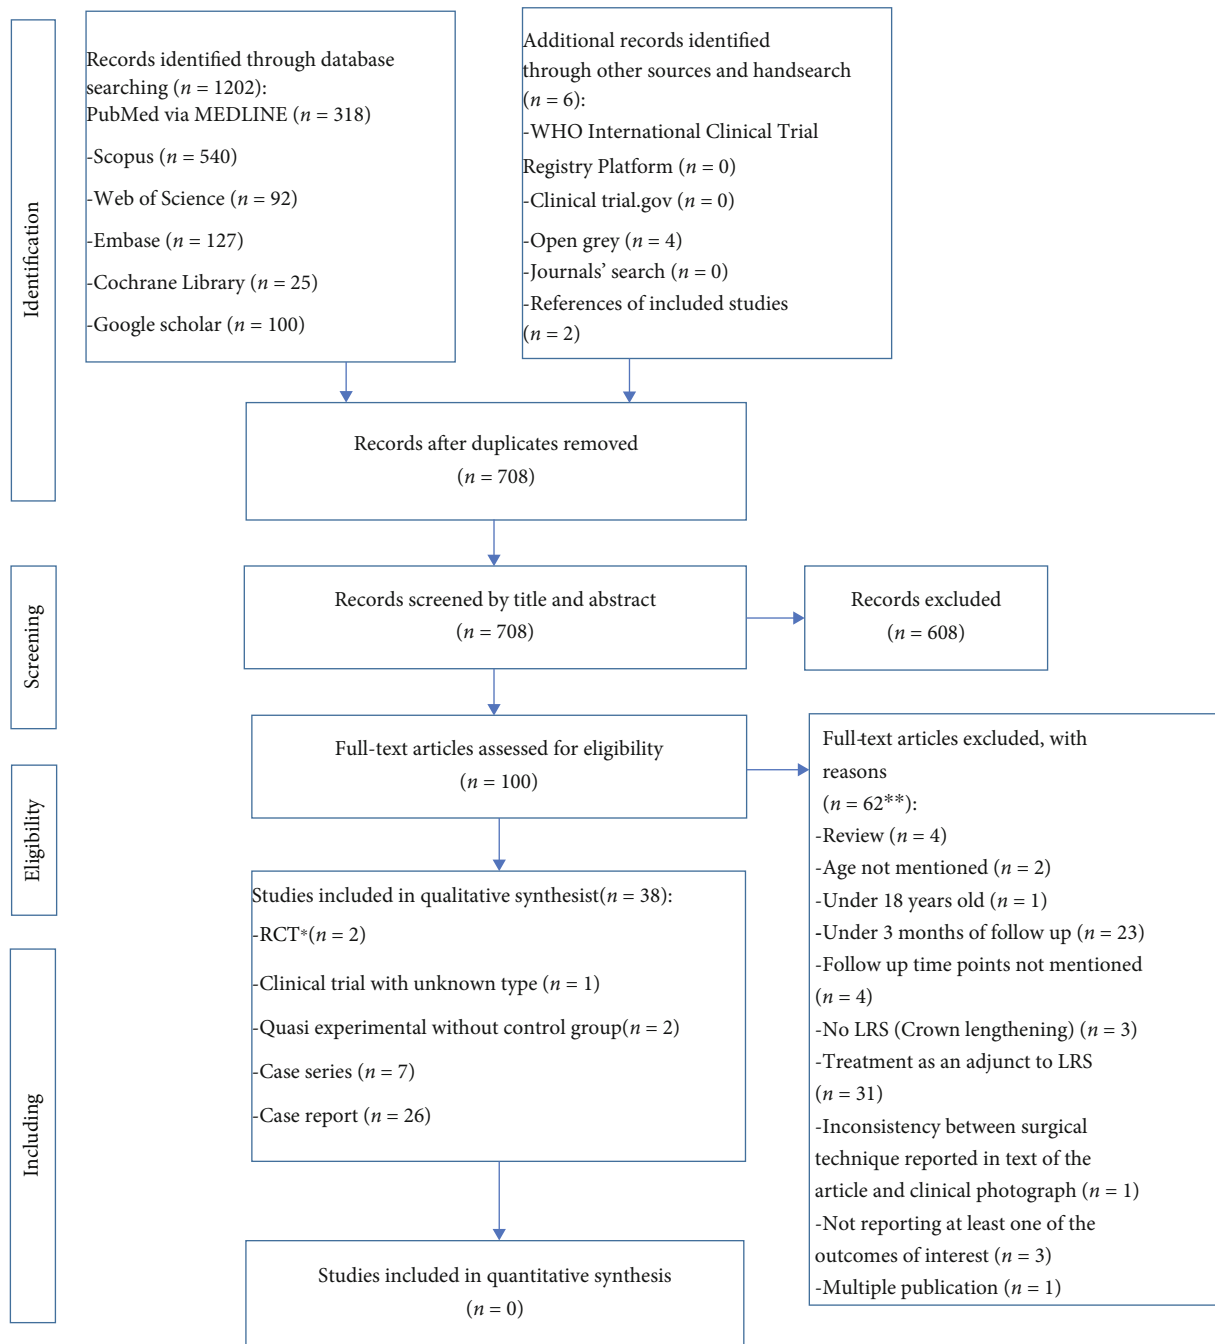 Identification
Records identified through database
searching (n = 1202):
PubMed via MEDLINE (n = 318)
-Scopus (n = 540)
-Web of Science (n = 92)
-Embase (n = 127)
-Cochrane Library (n = 25)
-Google scholar (n = 100)
Additional records identified
through other sources and handsearch
(n = 6):
-WHO International Clinical Trial
Registry Platform (n = 0)
-Clinical trial.gov (n = 0)
-Open grey (n = 4)
-Journals’ search (n = 0)
-References of included studies
(n = 2)
Records after duplicates removed
(n = 708)
Screening
Records screened by title and abstract
(n = 708)
Records excluded
(n = 608)
Eligibility
Full-text articles assessed for eligibility
(n = 100)
Full-text articles excluded, with
reasons
(n = 62**):
-Review (n = 4)
-Age not mentioned (n = 2)
-Under 18 years old (n = 1)
-Under 3 months of follow up (n = 23)
-Follow up time points not mentioned
(n = 4)
-No LRS (Crown lengthening) (n = 3)
-Treatment as an adjunct to LRS
(n = 31)
-Inconsistency between surgical
technique reported in text of the
article and clinical photograph (n = 1)
-Not reporting at least one of the
outcomes of interest (n = 3)
-Multiple publication (n = 1)
Including
Studies included in qualitative synthesist(n = 38):
-RCT*(n = 2)
-Clinical trial with unknown type (n = 1)
-Quasi experimental without control group(n = 2)
-Case series (n = 7)
-Case report (n = 26)
Studies included in quantitative synthesis
(n = 0)